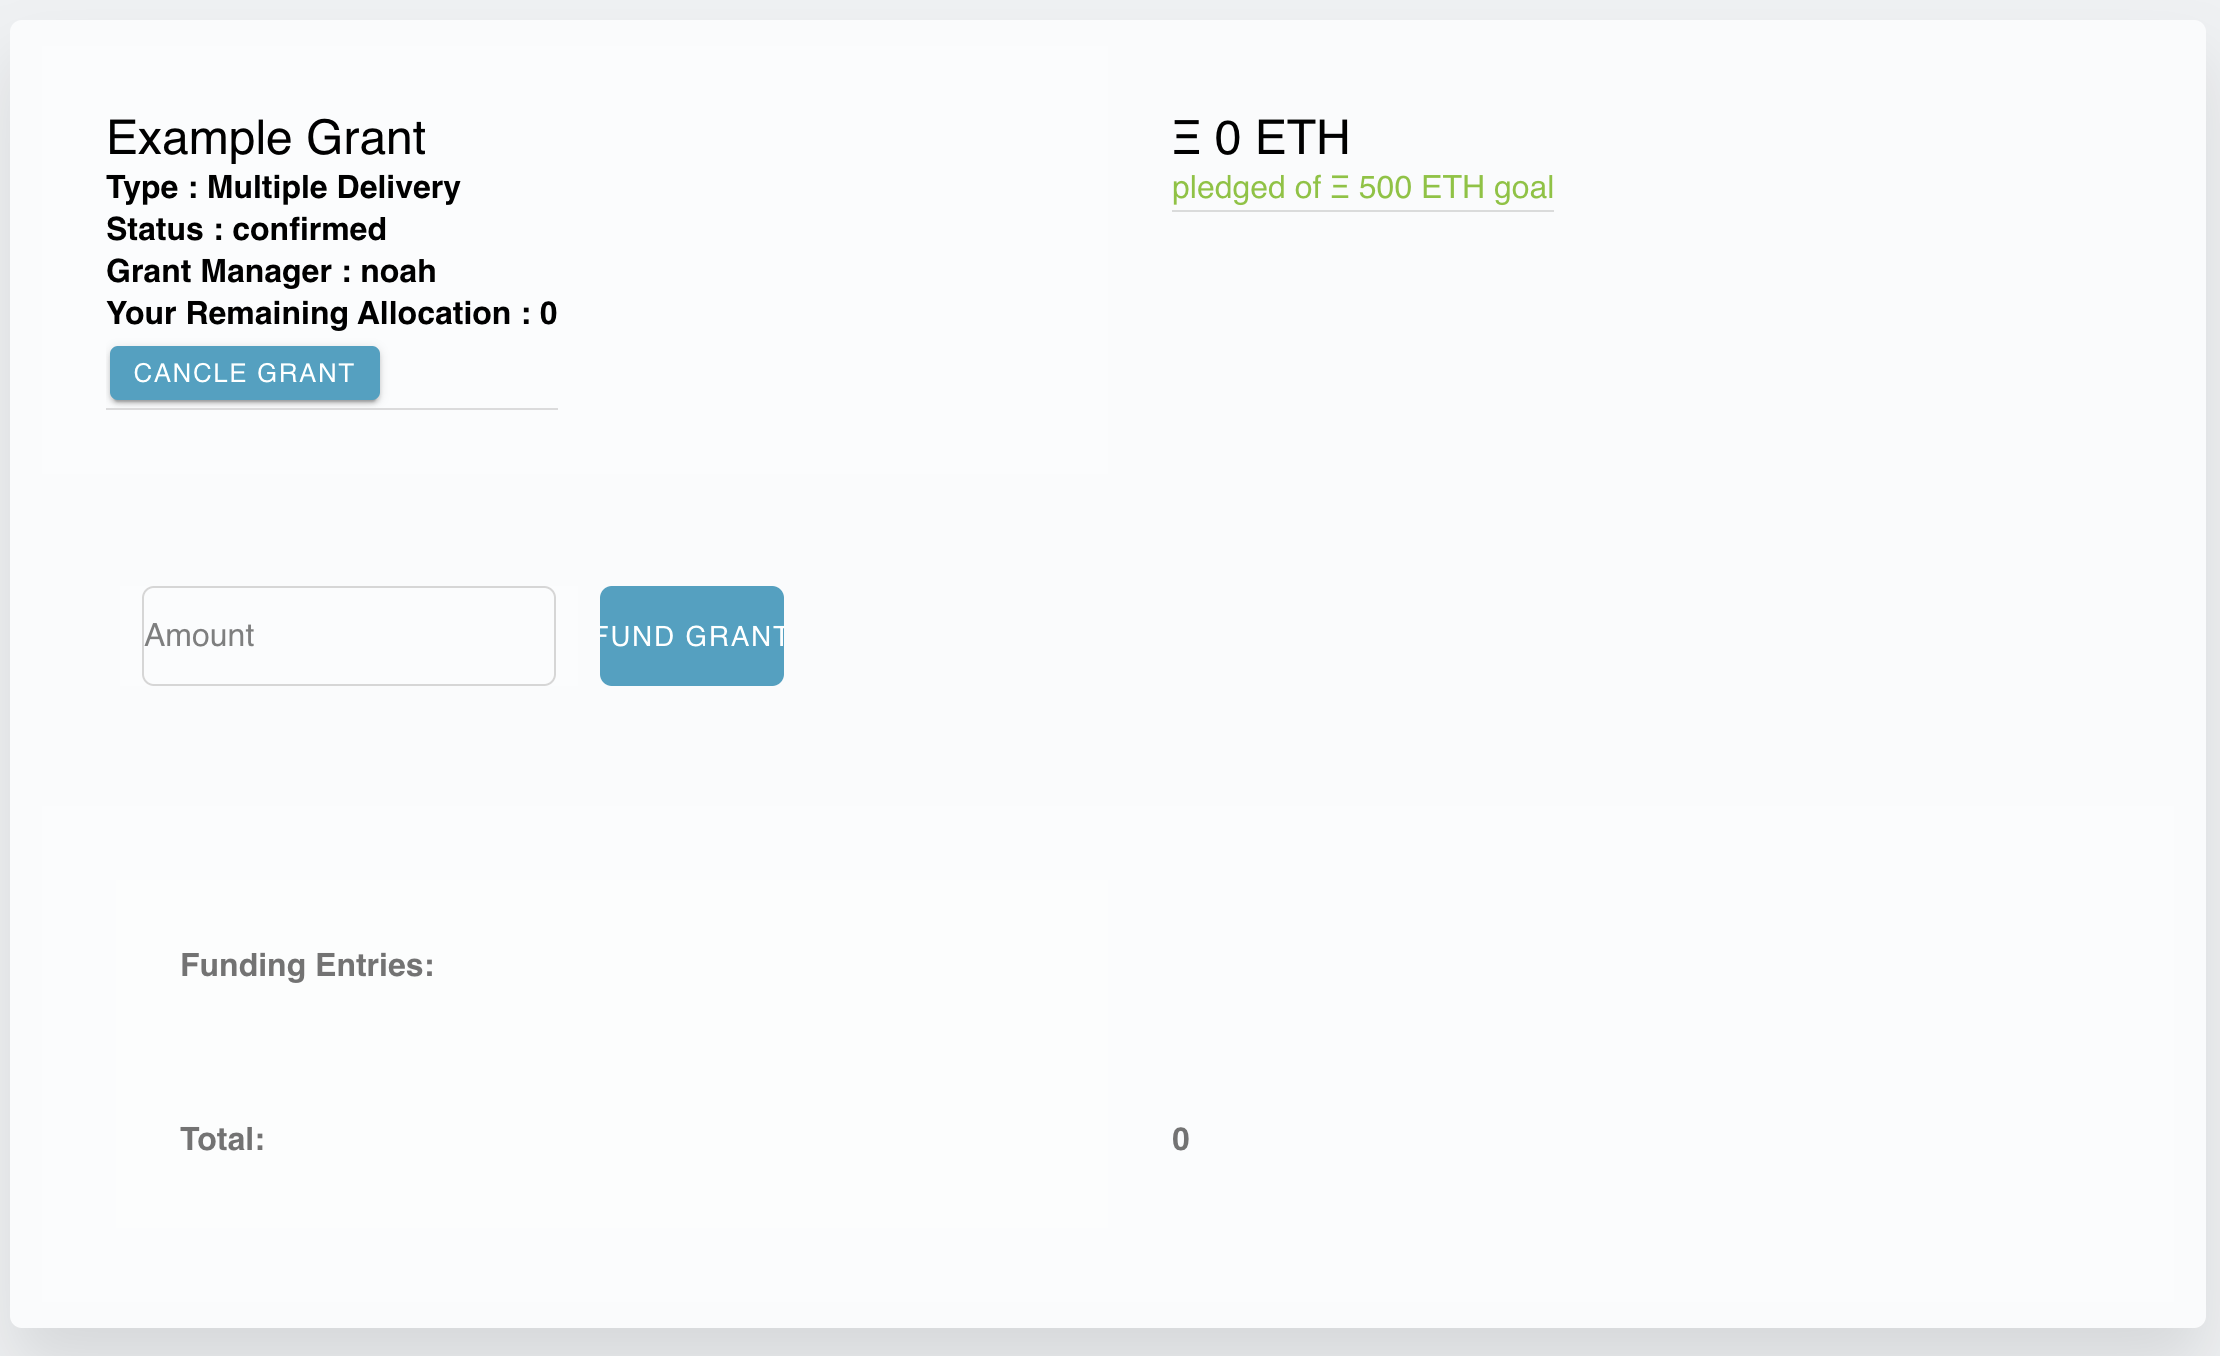 Example Grant
Type : Multiple Delivery
Status : confirmed
Grant Manager : noah
Your Remaining Allocation : 0
CANCLE GRANT
Ξ 0 ETH
pledged of Ξ 500 ETH goal
Amount
FUND GRANT
Funding Entries:
Total:
0